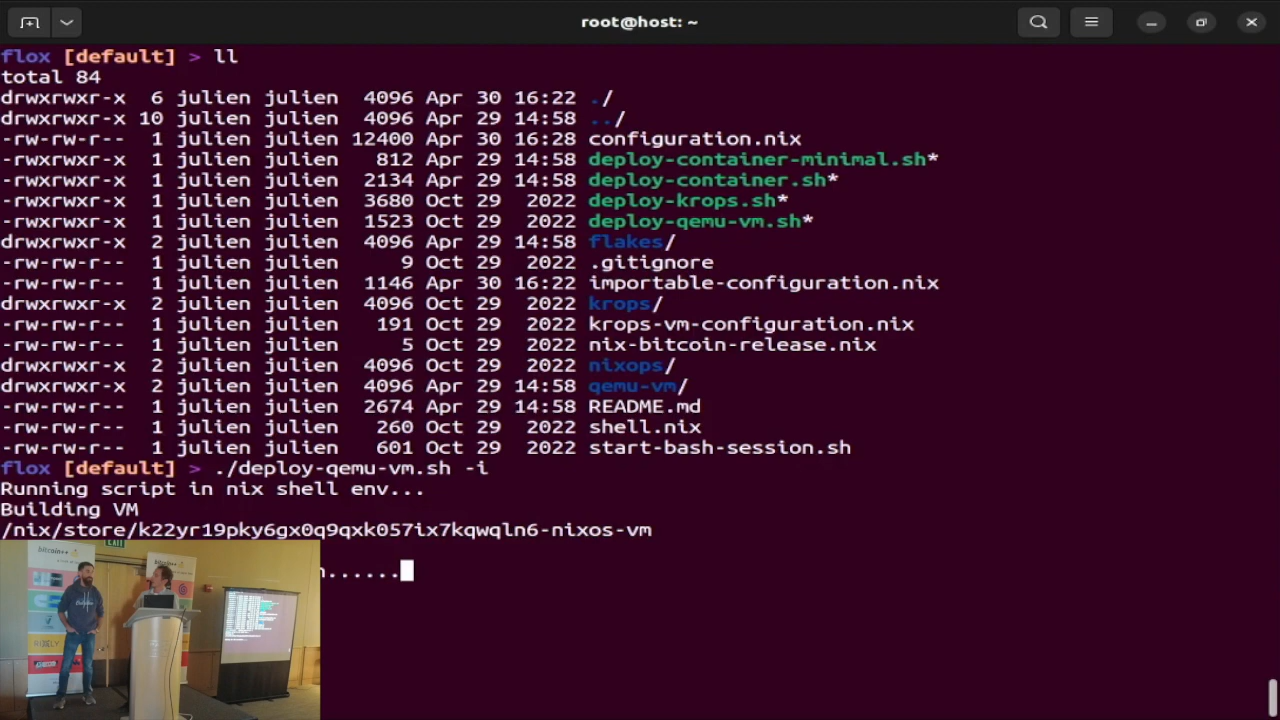 root@host: ~
flox [default] > ll
total 84
drwxrwxr-x  6 julien julien  4096 Apr 30 16:22 ./
drwxrwxr-x 10 julien julien  4096 Apr 29 14:58 ../
-rw-rw-r--  1 julien julien 12400 Apr 30 16:28 configuration.nix
-rwxrwxr-x  1 julien julien   812 Apr 29 14:58 deploy-container-minimal.sh*
-rwxrwxr-x  1 julien julien  2134 Apr 29 14:58 deploy-container.sh*
-rwxrwxr-x  1 julien julien  3680 Oct 29  2022 deploy-krops.sh*
-rwxrwxr-x  1 julien julien  1523 Apr 29 14:58 deploy-qemu-vm.sh*
drwxrwxr-x  2 julien julien  4096 Apr 29 14:58 flakes/
-rw-rw-r--  1 julien julien     9 Oct 29  2022 .gitignore
-rw-rw-r--  1 julien julien  1146 Apr 30 16:22 importable-configuration.nix
drwxrwxr-x  2 julien julien  4096 Oct 29  2022 krops/
-rw-rw-r--  1 julien julien   191 Oct 29  2022 krops-vm-configuration.nix
-rw-rw-r--  1 julien julien     5 Oct 29  2022 nix-bitcoin-release.nix
drwxrwxr-x  2 julien julien  4096 Oct 29  2022 nixops/
drwxrwxr-x  2 julien julien  4096 Apr 29 14:58 qemu-vm/
-rw-rw-r--  1 julien julien  2674 Apr 29 14:58 README.md
-rw-rw-r--  1 julien julien   260 Oct 29  2022 shell.nix
-rw-rw-r--  1 julien julien   601 Oct 29  2022 start-bash-session.sh
flox [default] > ./deploy-qemu-vm.sh -i
Running script in nix shell env...
Building VM
/nix/store/k22yr19pky6gx0q9qxk057ix7kqwqln6-nixos-vm
n......
EXIT
bitcoin++
bitcoin++